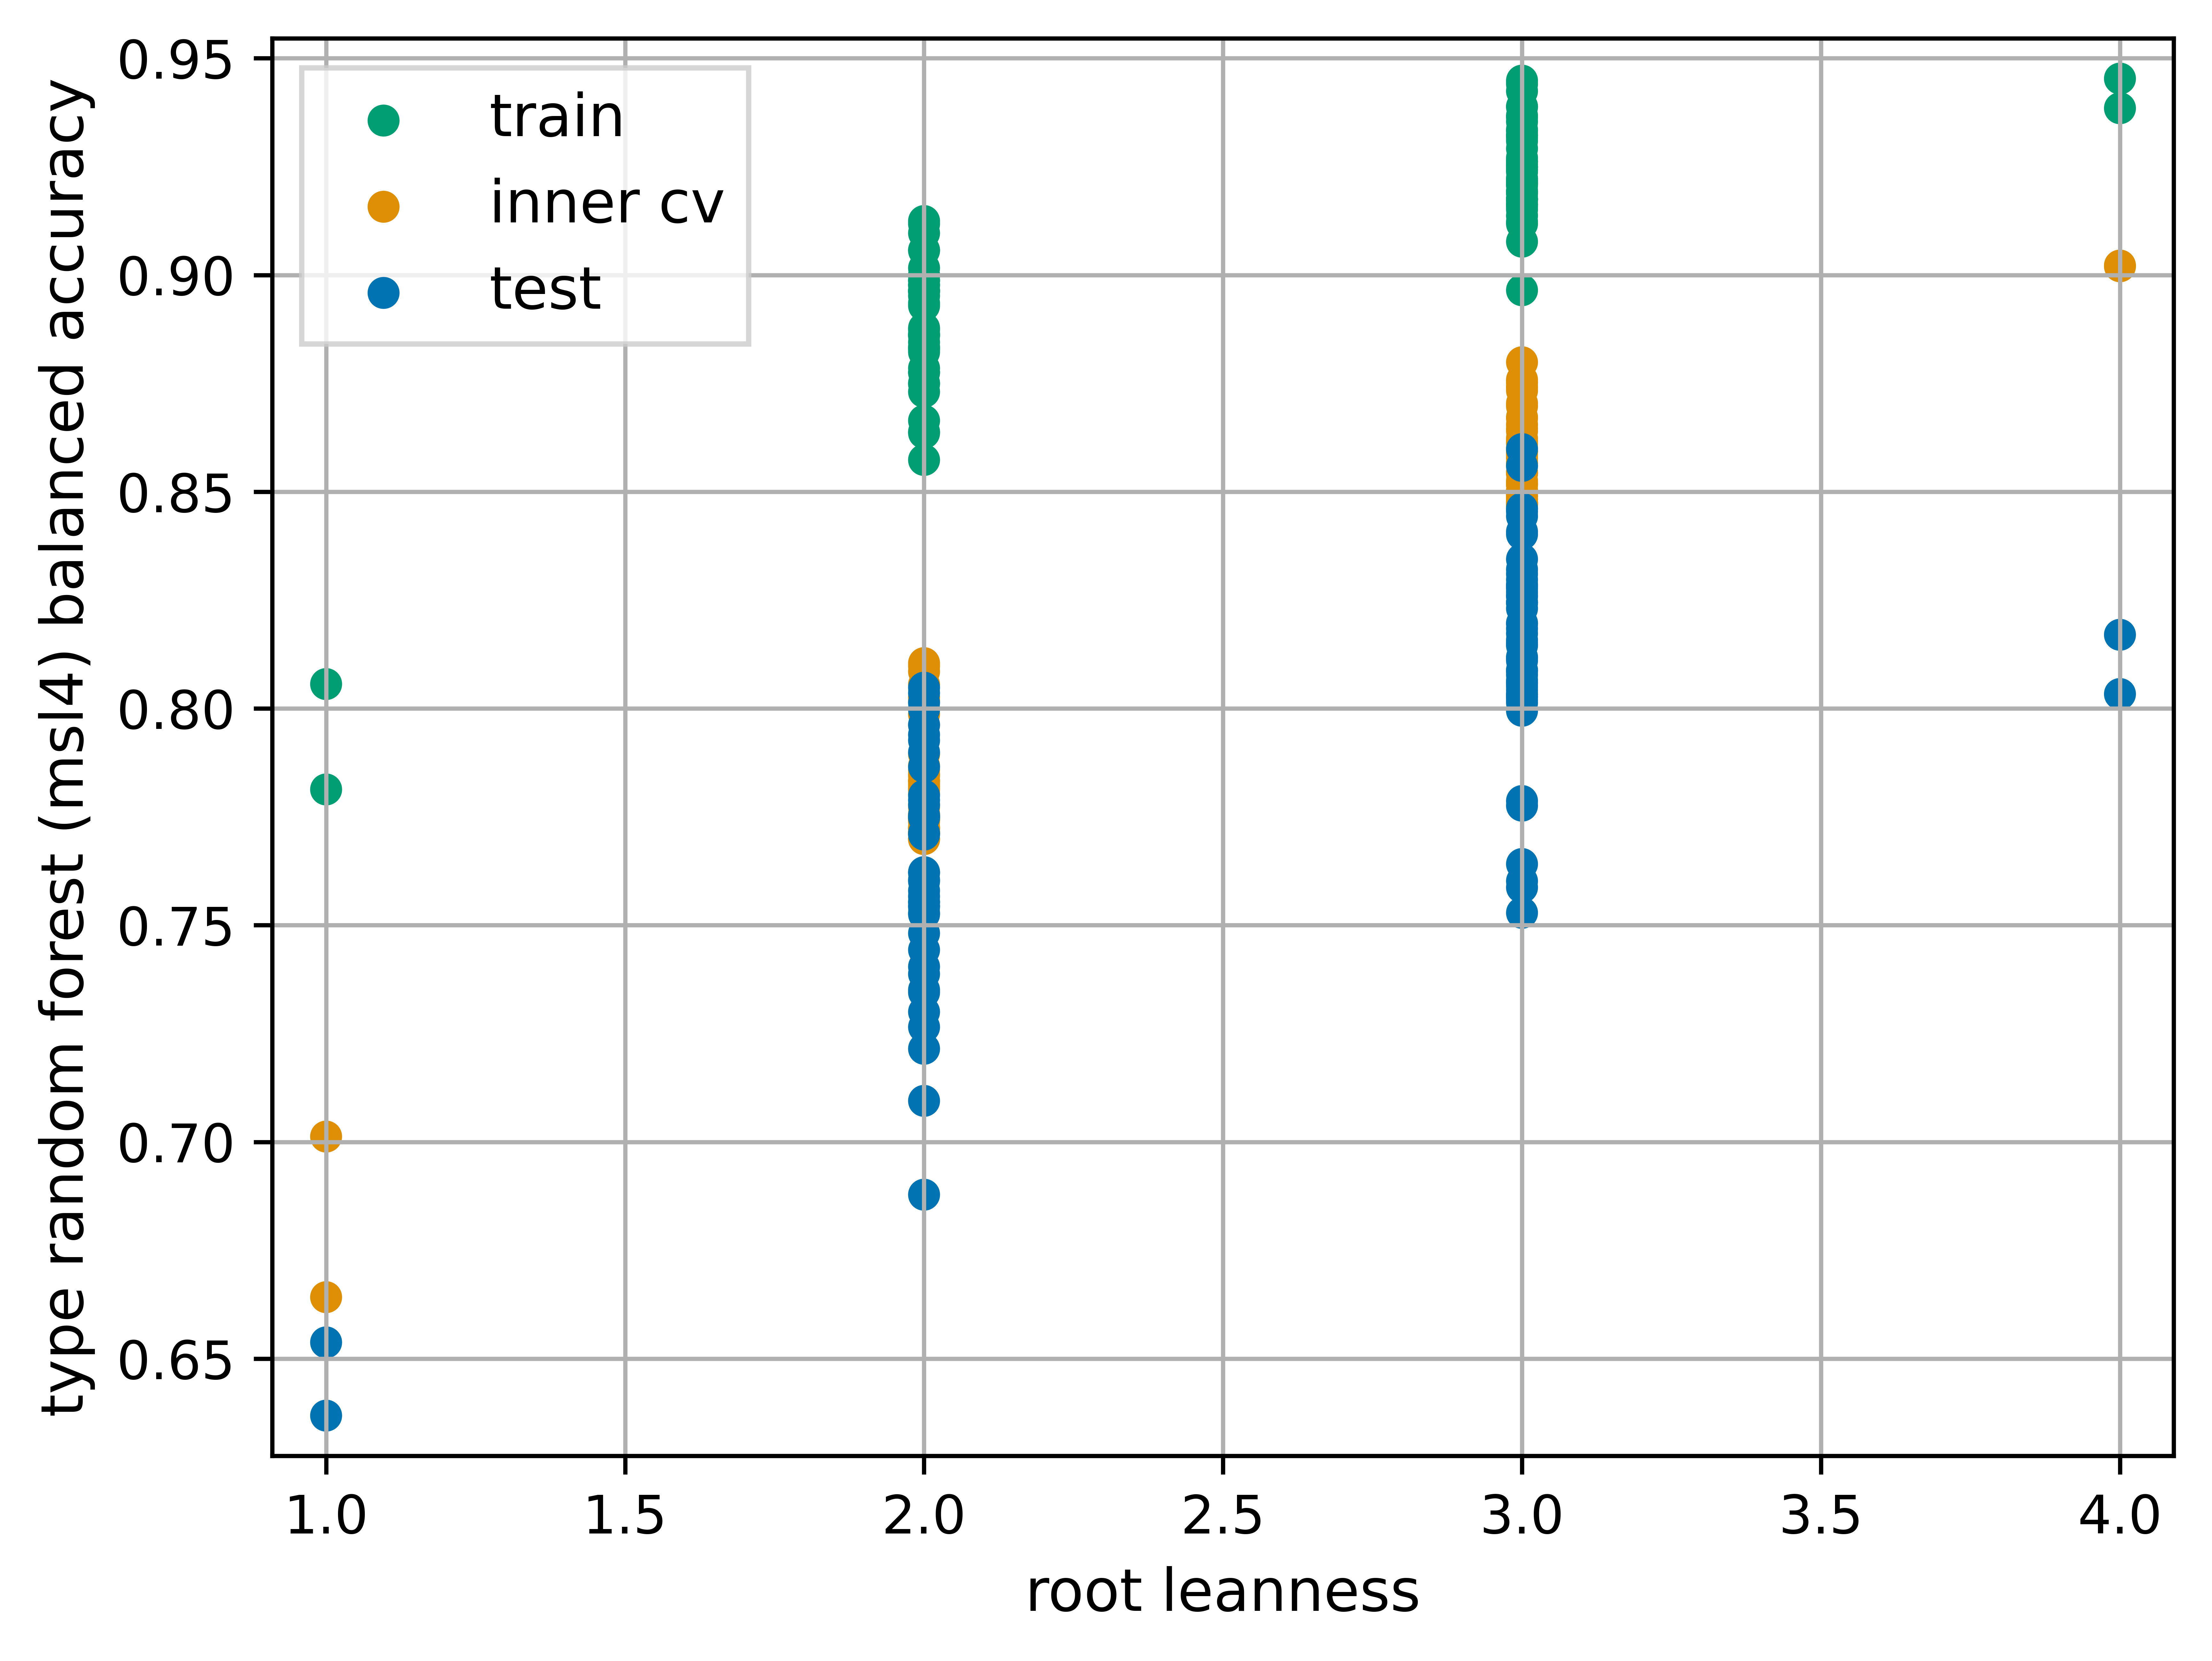 type random forest (msl4) balanced accuracy
0.95
0.90
0.85
0.80
0.75
0.70
0.65
train
inner cv
test
1.0 1.5 2.0 2.5 3.0 3.5 4.0
root leanness